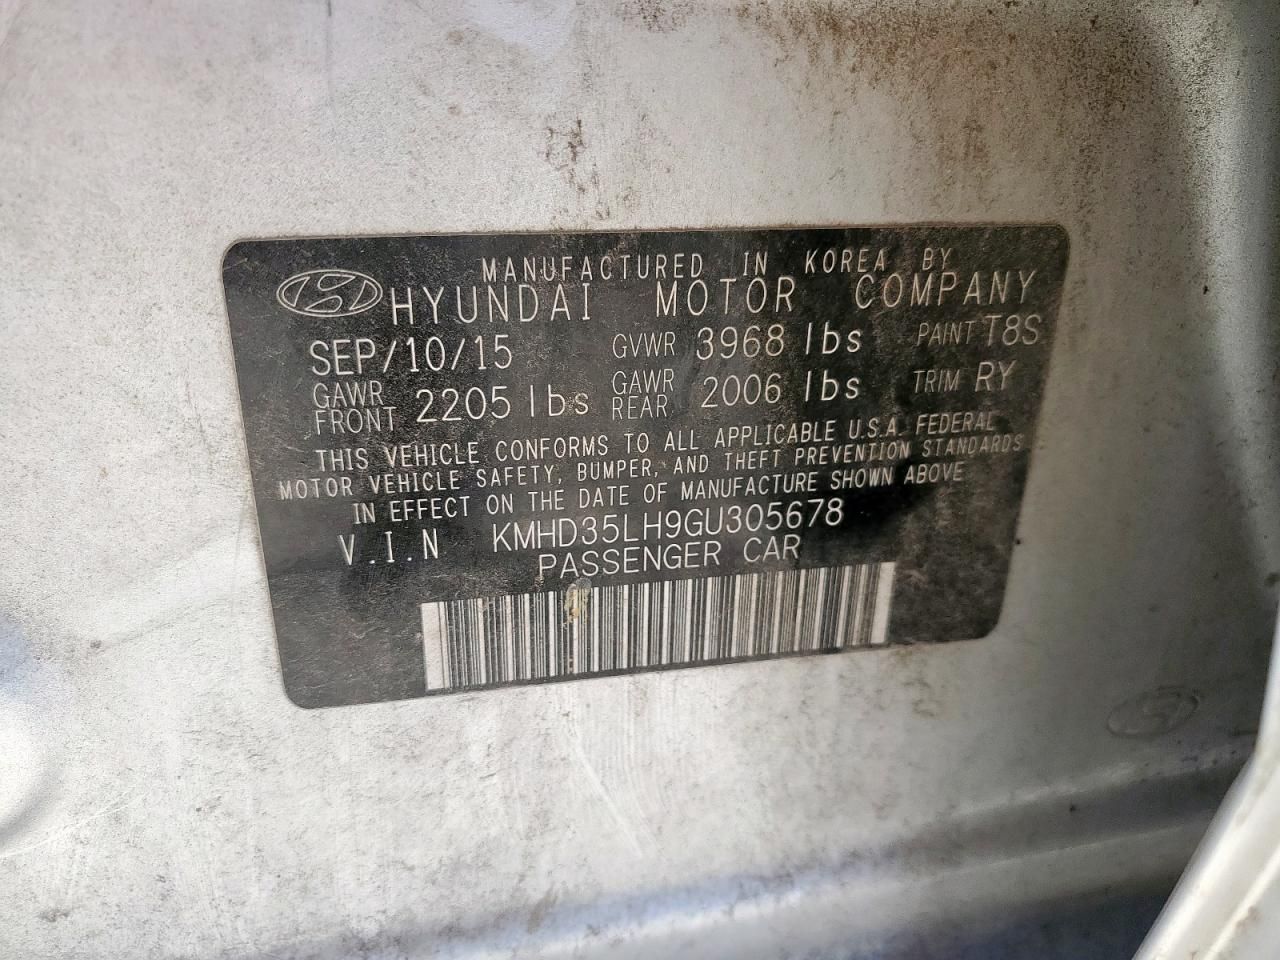 MANUFACTURED IN KOREA BY
HYUNDAI MOTOR COMPANY
SEP/10/15 GVWR 3968 lbs PAINT T8S
GAWR FRONT 2205 lbs GAWR REAR 2006 lbs TRIM RY
THIS VEHICLE CONFORMS TO ALL APPLICABLE U.S.A. FEDERAL
MOTOR VEHICLE SAFETY, BUMPER, AND THEFT PREVENTION STANDARDS
IN EFFECT ON THE DATE OF MANUFACTURE SHOWN ABOVE
V.I.N KMHD35LH9GU305678
PASSENGER CAR